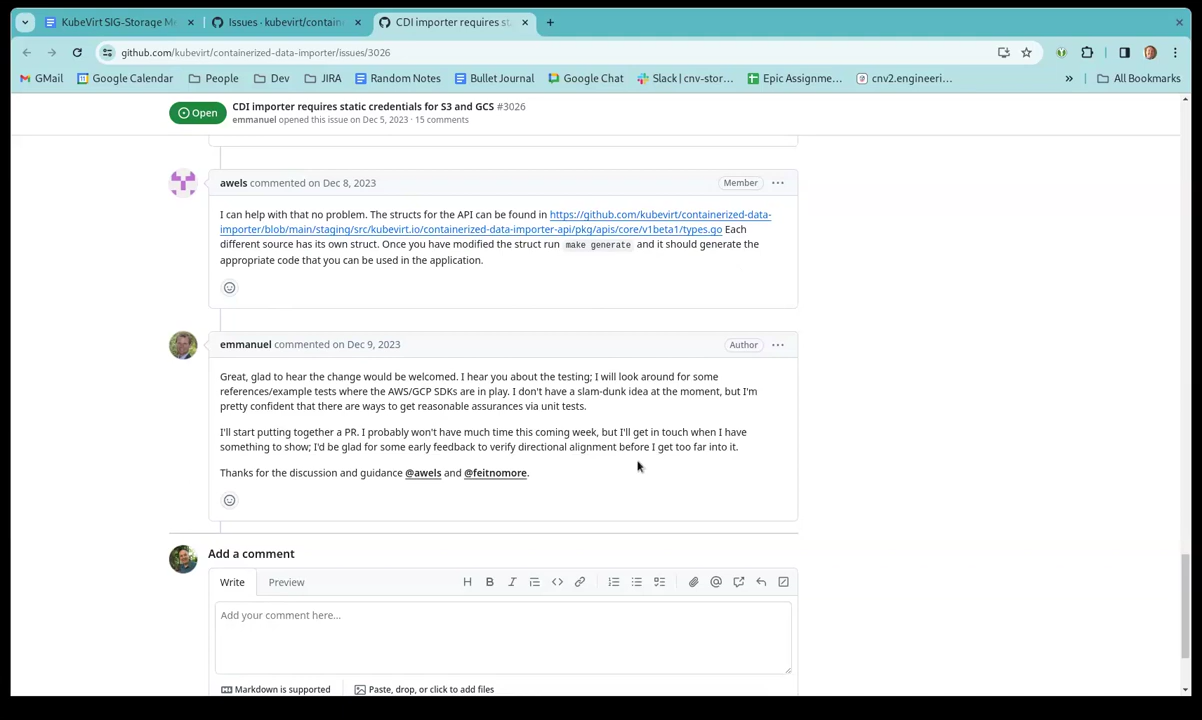 KubeVirt SIG-Storage Me
Issues · kubevirt/contain
CDI importer requires st
github.com/kubevirt/containerized-data-importer/issues/3026
GMail
Google Calendar
People
Dev
JIRA
Random Notes
Bullet Journal
Google Chat
Slack | cnv-stor...
Epic Assignme...
cnv2.engineeri...
»
All Bookmarks
Open
CDI importer requires static credentials for S3 and GCS #3026
emmanuel opened this issue on Dec 5, 2023 · 15 comments
awels commented on Dec 8, 2023
Member
I can help with that no problem. The structs for the API can be found in https://github.com/kubevirt/containerized-data-
importer/blob/main/staging/src/kubevirt.io/containerized-data-importer-api/pkg/apis/core/v1beta1/types.go Each
different source has its own struct. Once you have modified the struct run make generate and it should generate the
appropriate code that you can be used in the application.
emmanuel commented on Dec 9, 2023
Author
Great, glad to hear the change would be welcomed. I hear you about the testing; I will look around for some
references/example tests where the AWS/GCP SDKs are in play. I don't have a slam-dunk idea at the moment, but I'm
pretty confident that there are ways to get reasonable assurances via unit tests.
I'll start putting together a PR. I probably won't have much time this coming week, but I'll get in touch when I have
something to show; I'd be glad for some early feedback to verify directional alignment before I get too far into it.
Thanks for the discussion and guidance @awels and @feitnomore.
Add a comment
Write
Preview
Add your comment here...
Markdown is supported
Paste, drop, or click to add files